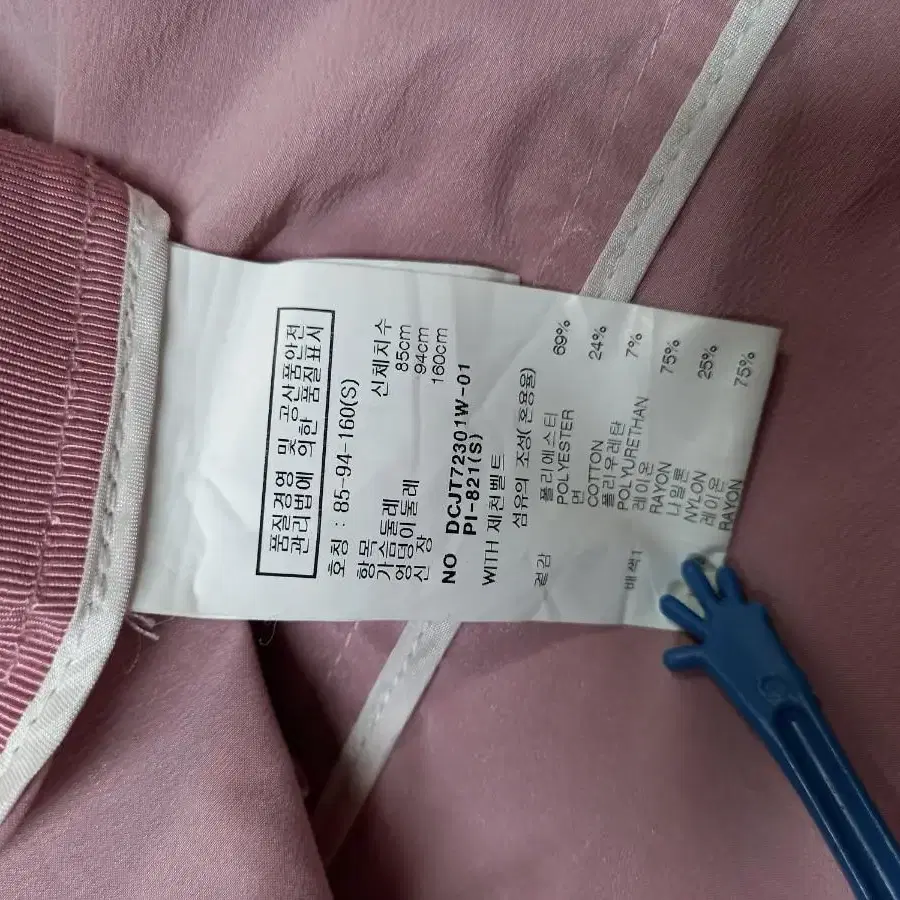 품질경영 및 공산품안전
관리법에 의한 품질표시
호칭 : 85-94-160(S)
항목 신체치수
가슴둘레 85cm
엉덩이둘레 94cm
신 장 160cm
NO DCJT72301W-01
PI-821(S)
WITH 제천벨트
섬유의 조성(혼용율)
겉감 폴리에스터 69%
POLYESTER
면 24%
COTTON
폴리우레탄 7%
POLYURETHAN
배색1 레이온 75%
RAYON
나일론 25%
NYLON
레이온 75%
RAYON